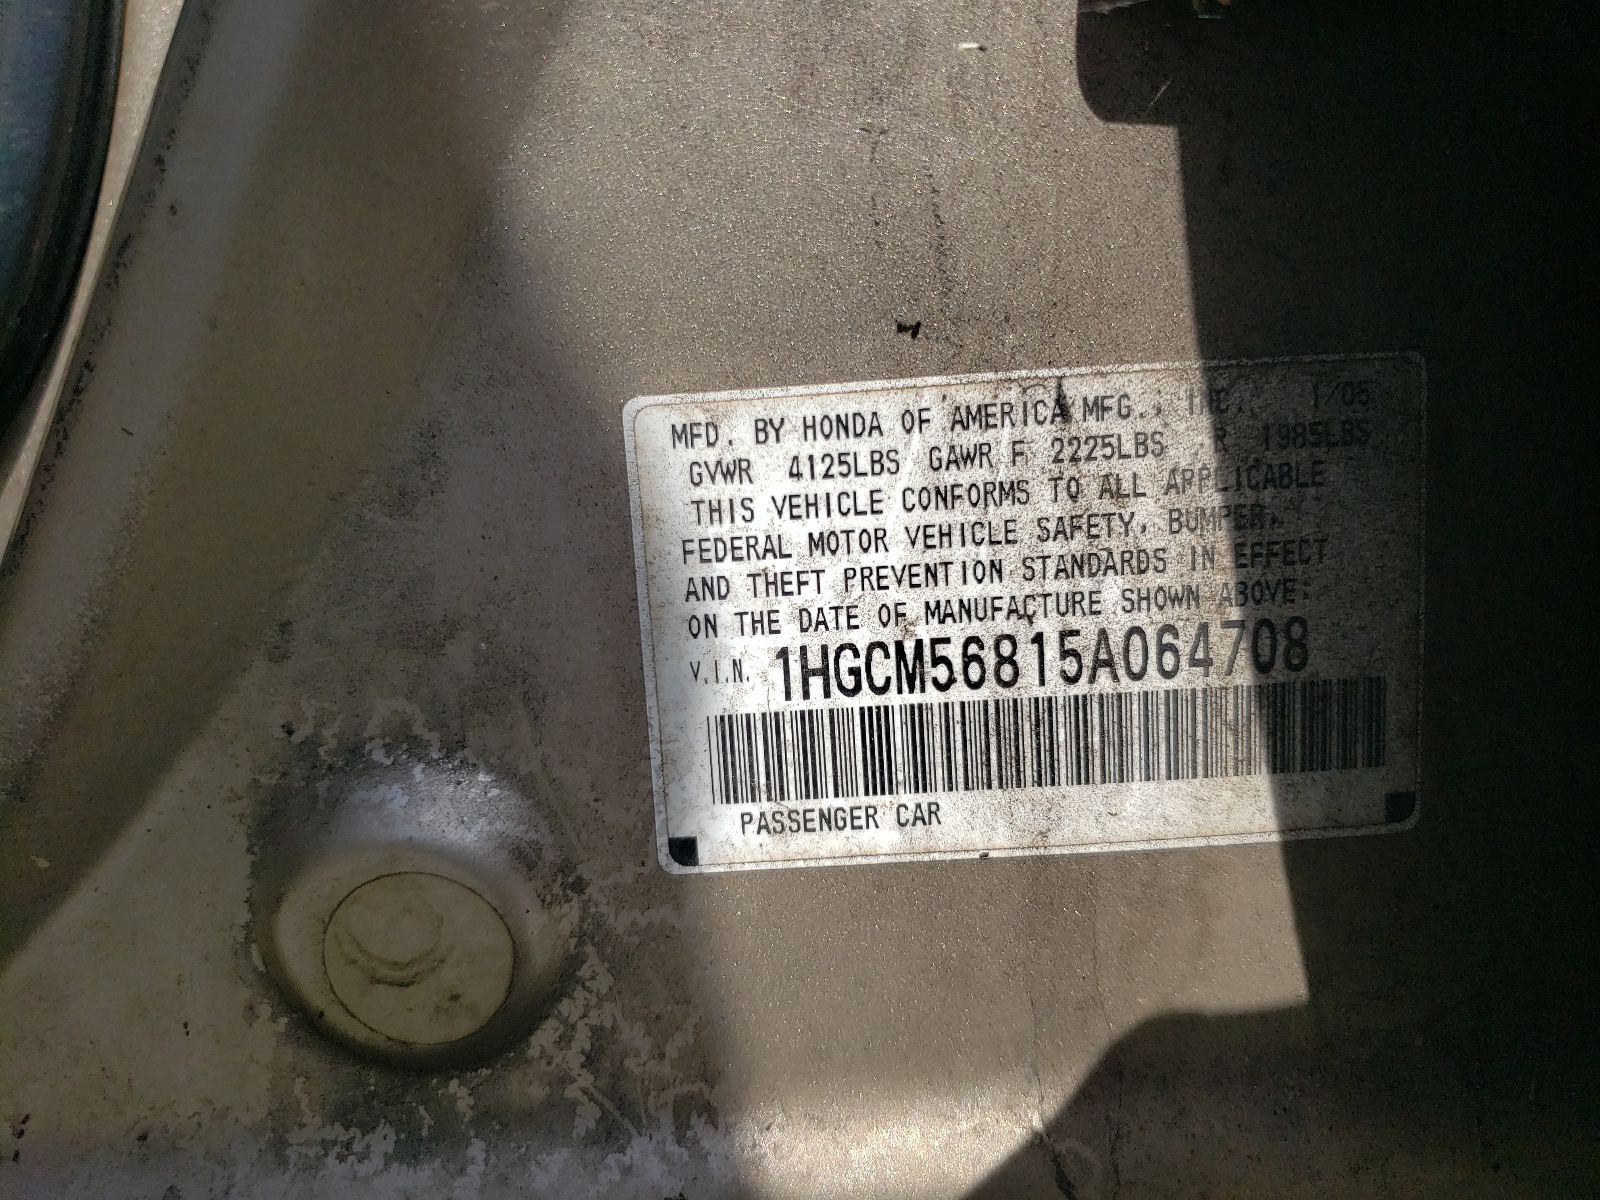 MFD. BY HONDA OF AMERICA MFG., INC. 1/05
GVWR 4125LBS GAWR F 2225LBS R 1985LBS
THIS VEHICLE CONFORMS TO ALL APPLICABLE
FEDERAL MOTOR VEHICLE SAFETY, BUMPER,
AND THEFT PREVENTION STANDARDS IN EFFECT
ON THE DATE OF MANUFACTURE SHOWN ABOVE:
V.I.N. 1HGCM56815A064708
PASSENGER CAR